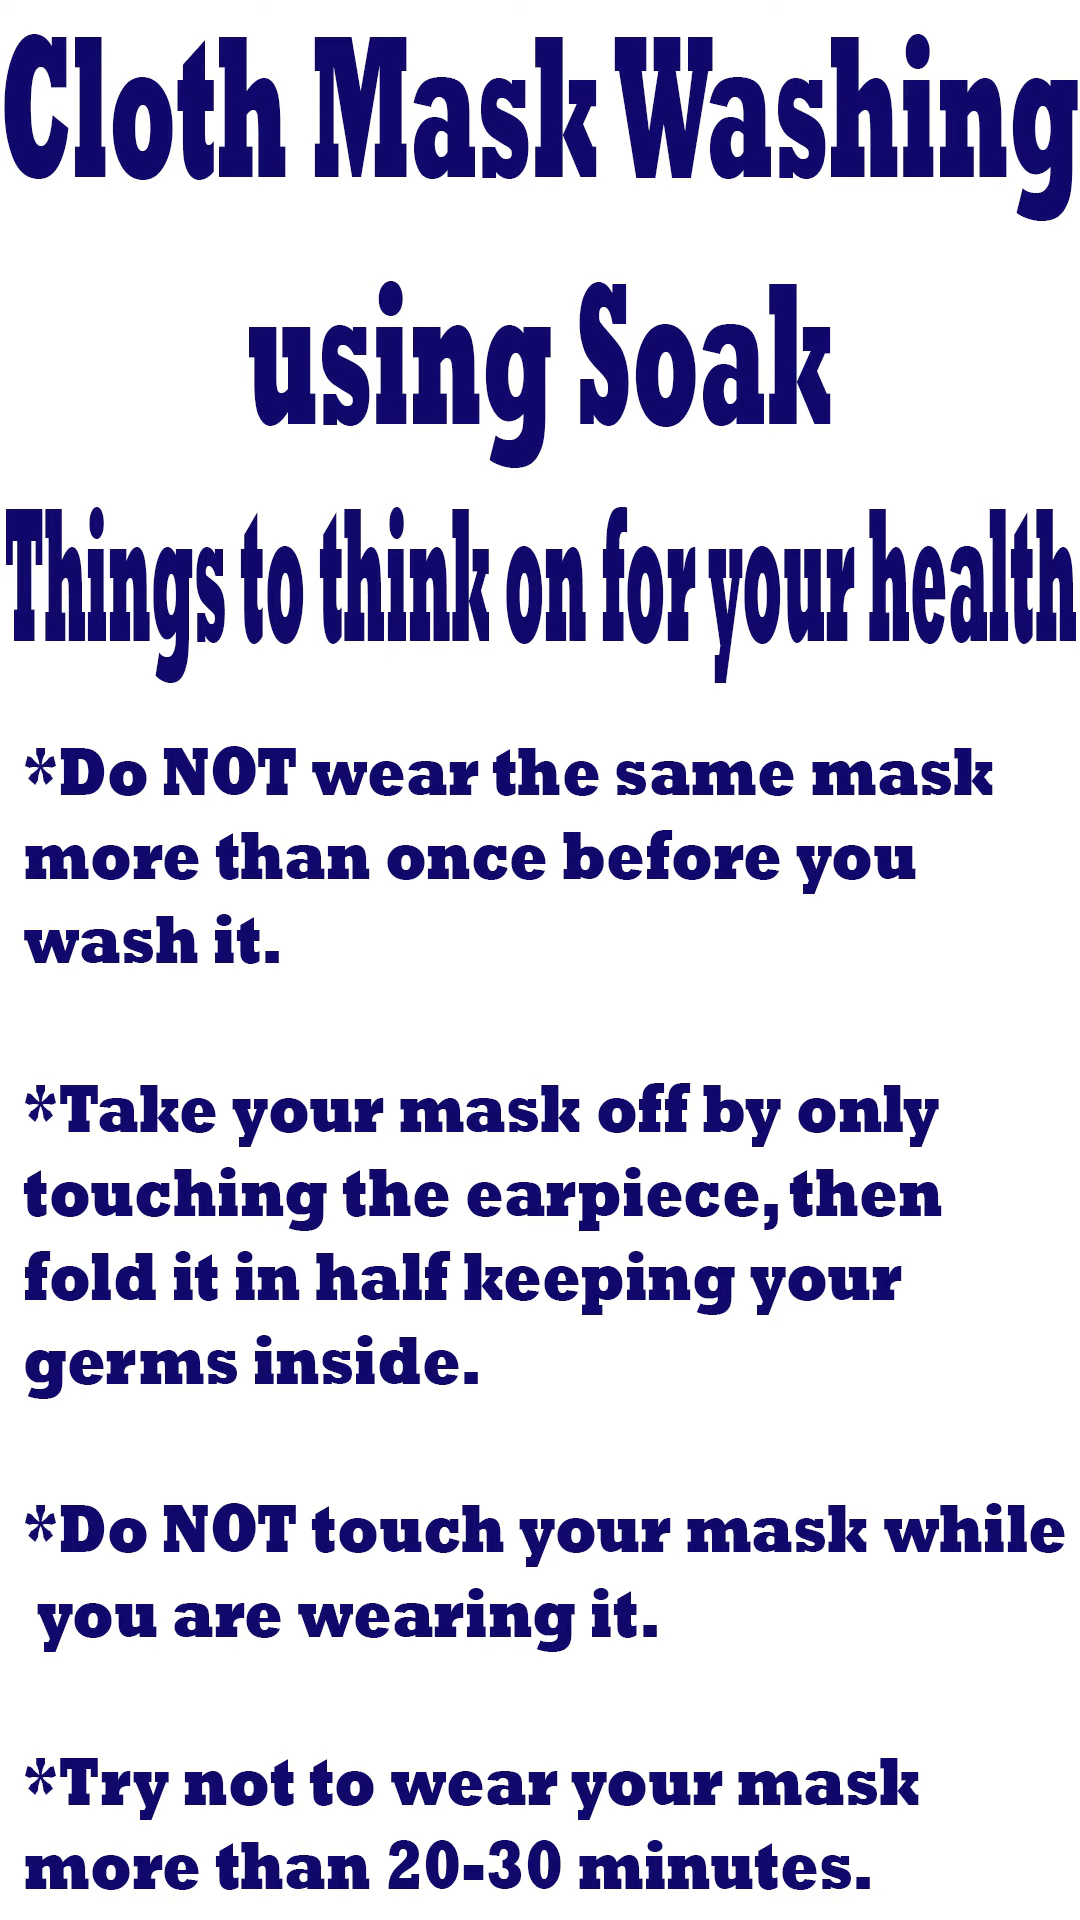 Cloth Mask Washing
using Soak
Things to think on for your health
*Do NOT wear the same mask
more than once before you
wash it.
*Take your mask off by only
touching the earpiece, then
fold it in half keeping your
germs inside.
*Do NOT touch your mask while
you are wearing it.
*Try not to wear your mask
more than 20-30 minutes.